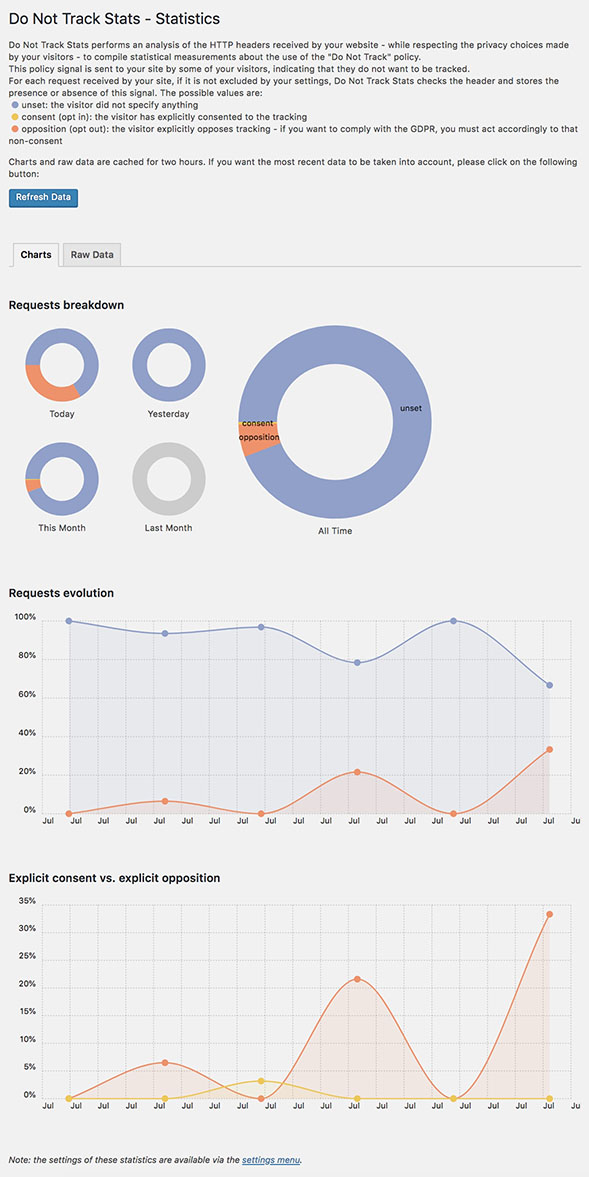 Do Not Track Stats - Statistics
Do Not Track Stats performs an analysis of the HTTP headers received by your website - while respecting the privacy choices made
by your visitors - to compile statistical measurements about the use of the "Do Not Track" policy.
This policy signal is sent to your site by some of your visitors, indicating that they do not want to be tracked.
For each request received by your site, if it is not excluded by your settings, Do Not Track Stats checks the header and stores the
presence or absence of this signal. The possible values are:
unset: the visitor did not specify anything
consent (opt in): the visitor has explicitly consented to the tracking
opposition (opt out): the visitor explicitly opposes tracking - if you want to comply with the GDPR, you must act accordingly to that
non-consent
Charts and raw data are cached for two hours. If you want the most recent data to be taken into account, please click on the following
button:
Refresh Data
Charts Raw Data
Requests breakdown
Today Yesterday
This Month Last Month
unset
consent
opposition
All Time
Requests evolution
100%
80%
60%
40%
20%
0%
Jul Jul Jul Jul Jul Jul Jul Jul Jul Jul Jul Jul Jul Jul Jul Jul Jul Jul Jul Ju
Explicit consent vs. explicit opposition
35%
30%
25%
20%
15%
10%
5%
0%
Jul Jul Jul Jul Jul Jul Jul Jul Jul Jul Jul Jul Jul Jul Jul Jul Jul Jul Jul Ju
Note: the settings of these statistics are available via the settings menu.